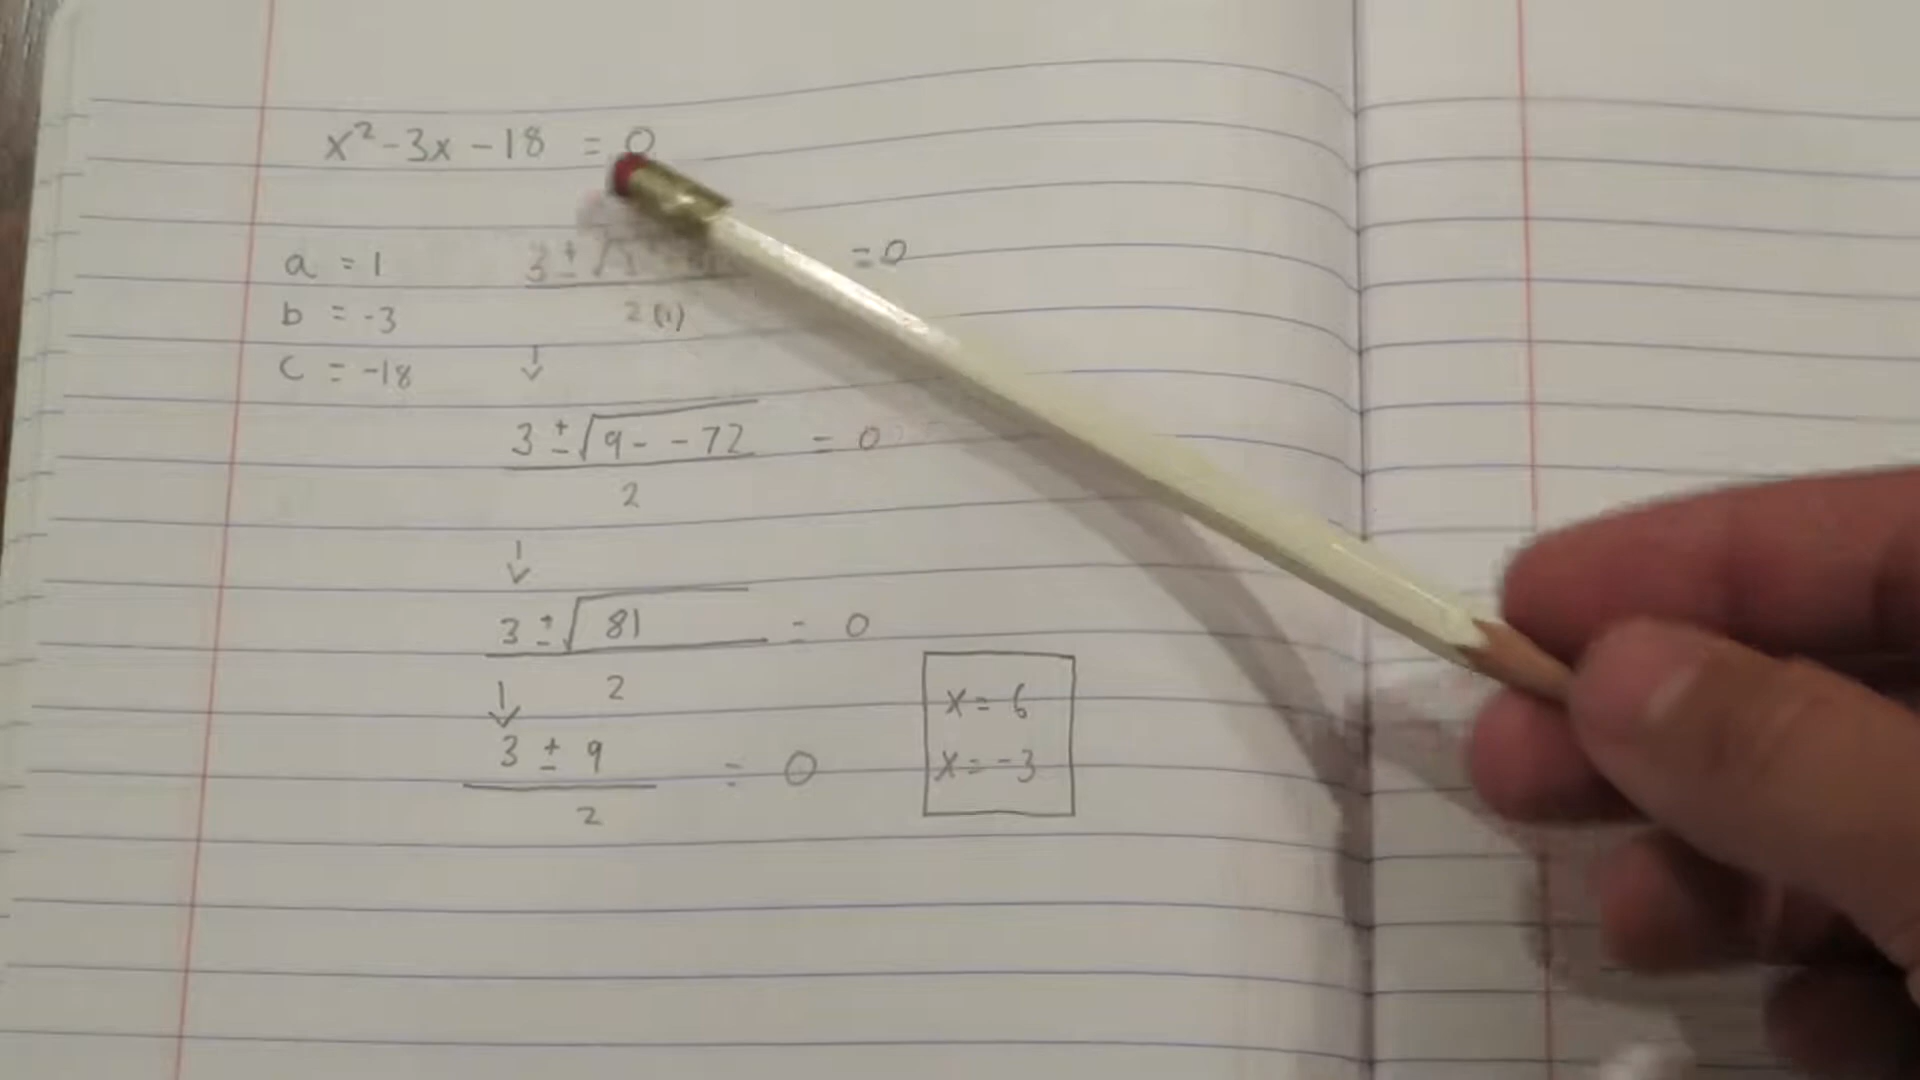 x² - 3x - 18 = 0
a = 1
b = -3
c = -18
3 ± √ = 0
2(1)
↓
3 ± √9 - -72 = 0
2
↓
3 ± √81 = 0
2
↓
3 ± 9 = 0
2
x = 6
x = -3